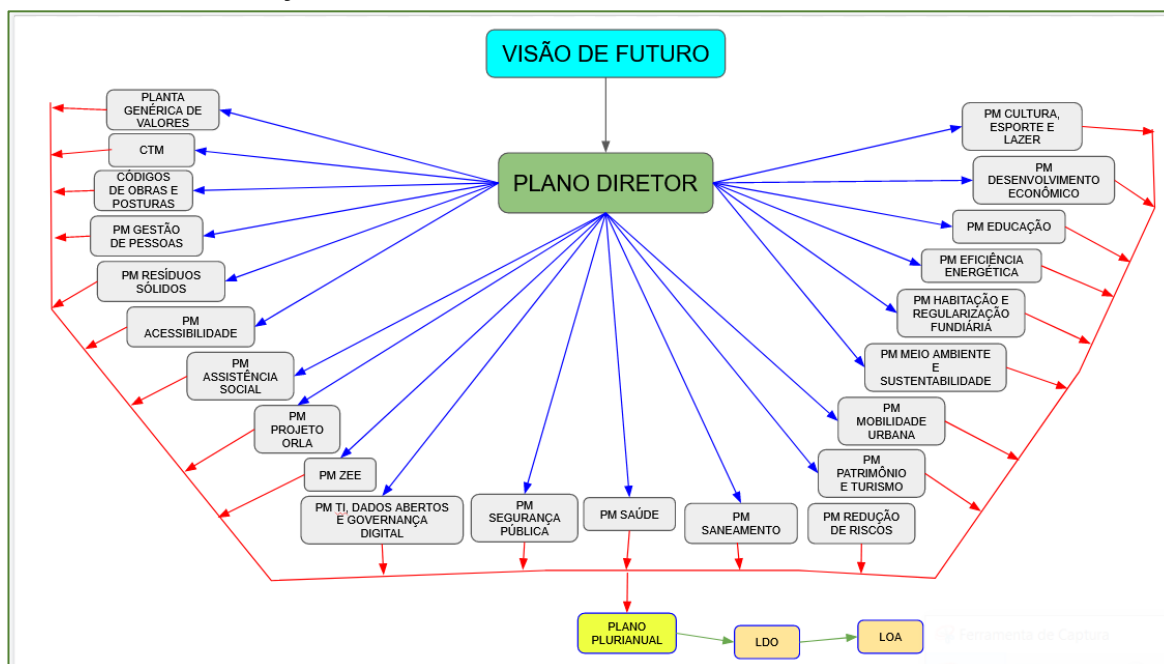 VISÃO DE FUTURO
PLANO DIRETOR
PLANTA
GENÉRICA DE
VALORES
CTM
CÓDIGOS
DE OBRAS E
POSTURAS
PM GESTÃO
DE PESSOAS
PM RESÍDUOS
SÓLIDOS
PM
ACESSIBILIDADE
PM
ASSISTÊNCIA
SOCIAL
PM
PROJETO
ORLA
PM ZEE
PM TI, DADOS ABERTOS
E GOVERNANÇA
DIGITAL
PM
SEGURANÇA
PÚBLICA
PM SAÚDE
PM
SANEAMENTO
PM REDUÇÃO
DE RISCOS
PM
PATRIMÔNIO
E TURISMO
PM
MOBILIDADE
URBANA
PM MEIO AMBIENTE
E
SUSTENTABILIDADE
PM HABITAÇÃO E
REGULARIZAÇÃO
FUNDIÁRIA
PM EFICIÊNCIA
ENERGÉTICA
PM EDUCAÇÃO
PM
DESENVOLVIMENTO
ECONÔMICO
PM CULTURA,
ESPORTE E
LAZER
PLANO
PLURIANUAL
LDO
LOA
Ferramenta de Captura